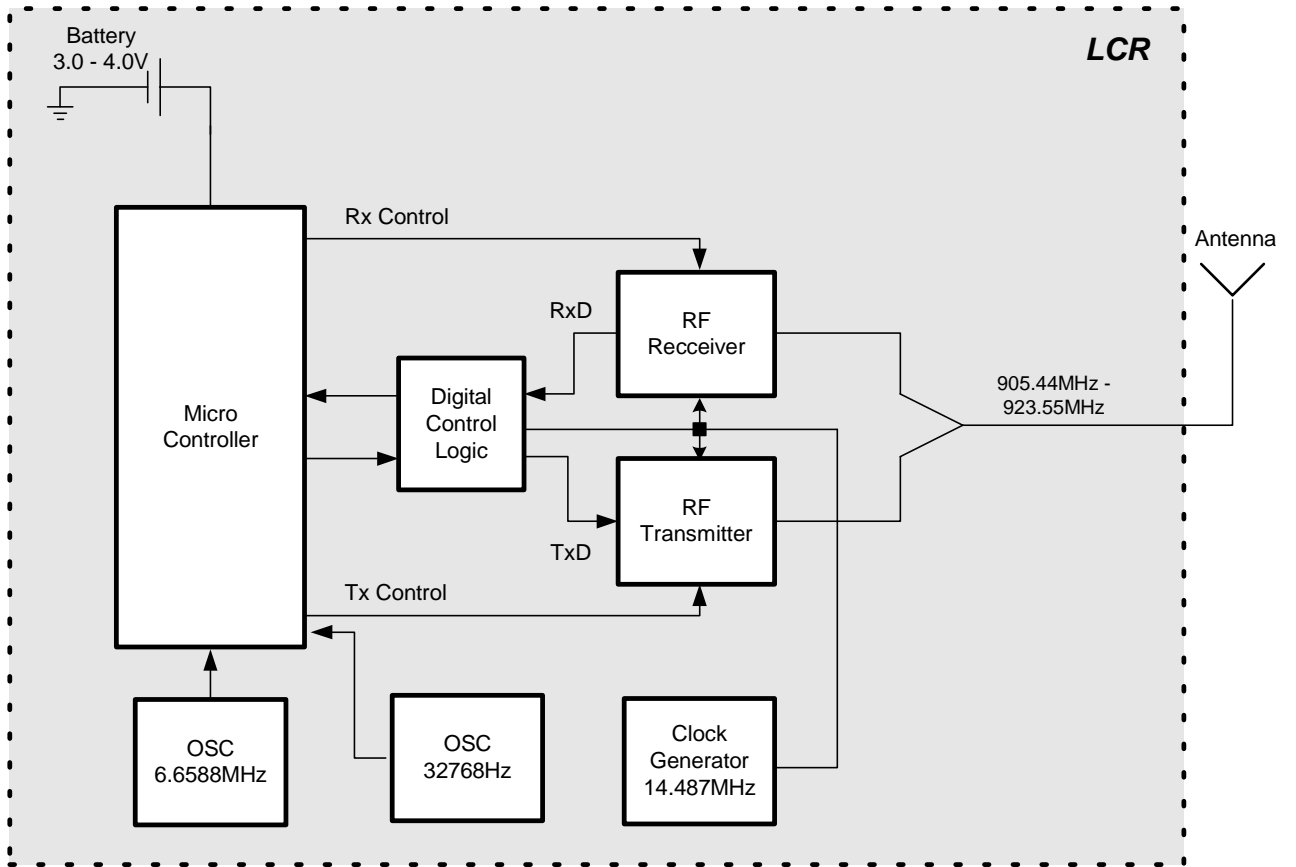 Battery
3.0 - 4.0V
LCR
Rx Control
Antenna
RxD
RF
Recceiver
905.44MHz -
923.55MHz
Micro
Controller
Digital
Control
Logic
RF
Transmitter
TxD
Tx Control
OSC
6.6588MHz
OSC
32768Hz
Clock
Generator
14.487MHz